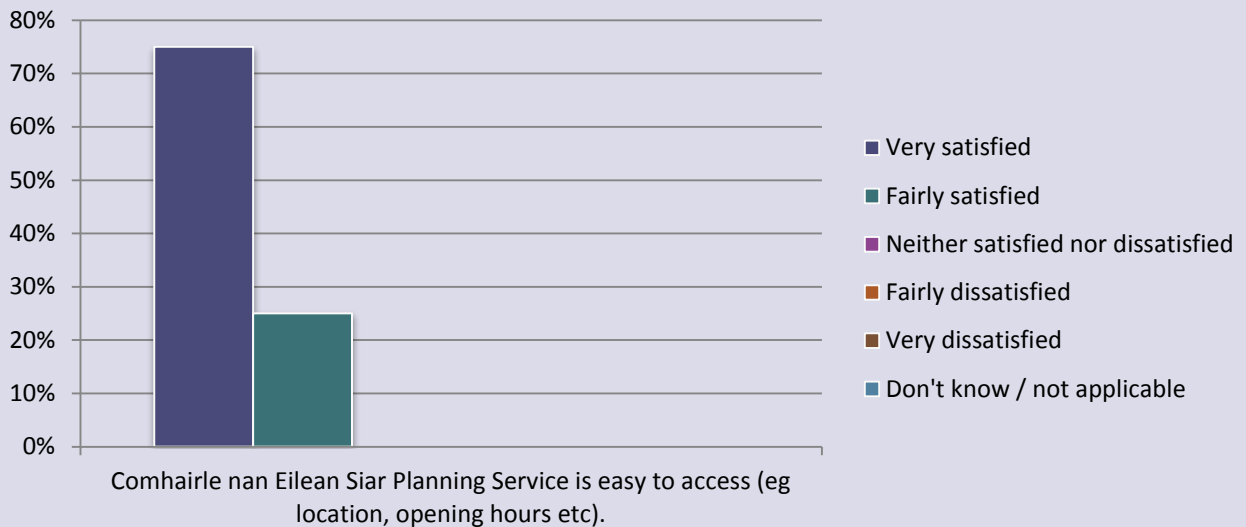 80%
70%
60%
50%
40%
30%
20%
10%
0%
Very satisfied
Fairly satisfied
Neither satisfied nor dissatisfied
Fairly dissatisfied
Very dissatisfied
Don't know / not applicable
Comhairle nan Eilean Siar Planning Service is easy to access (eg
location, opening hours etc).